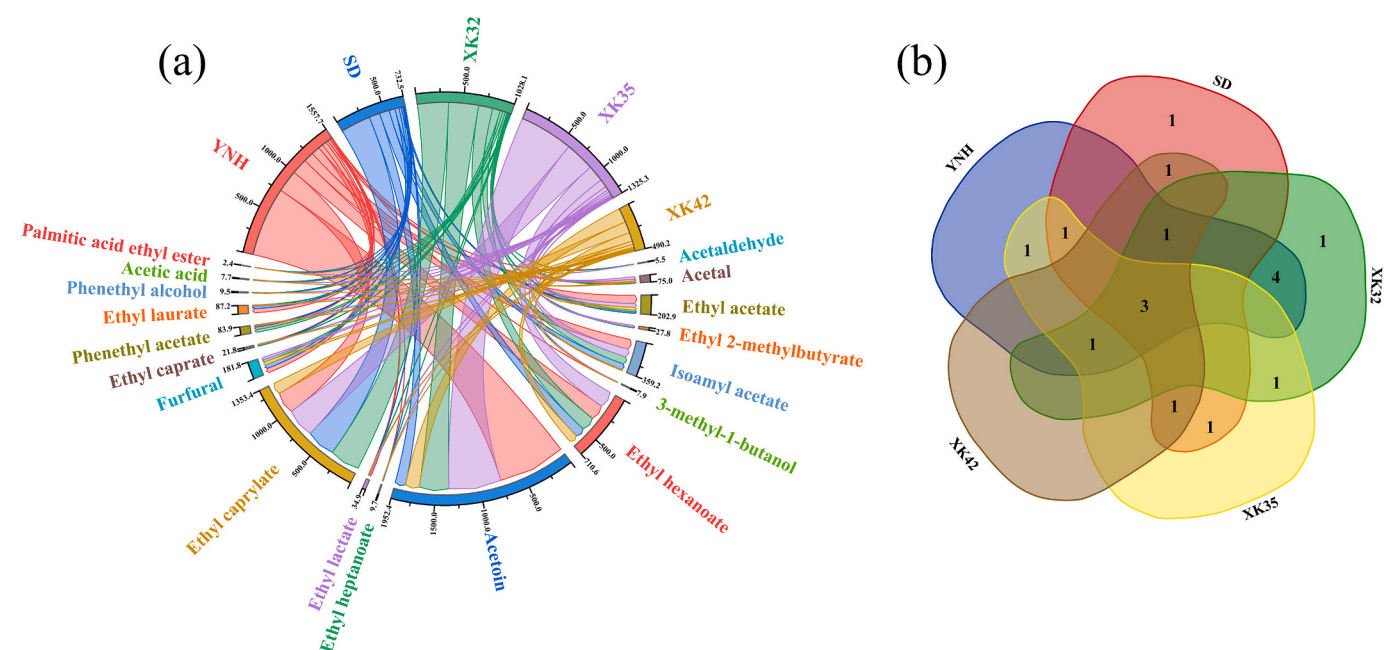 (a)
SD
XK32
XK35
YNH
XK42
500.0
732.5
500.0
1028.1
500.0
1000.0
1325.3
1557.7
1000.0
500.0
490.2
Palmitic acid ethyl ester
2.4
Acetic acid
7.7
Phenethyl alcohol
9.5
Ethyl laurate
87.2
Phenethyl acetate
83.9
Ethyl caprate
21.8
Furfural
181.8
Ethyl caprylate
1353.4
1000.0
500.0
Ethyl lactate
34.9
Ethyl heptanoate
9.7
Acetoin
1952.4
1500.0
1000.0
500.0
Ethyl hexanoate
500.0
710.6
3-methyl-1-butanol
7.9
Isoamyl acetate
359.2
Ethyl 2-methylbutyrate
27.8
Ethyl acetate
202.9
Acetal
75.0
Acetaldehyde
5.5
(b)
SD
YNH
XK32
XK42
XK35
1
1
1
1
1
1
4
3
1
1
1
1